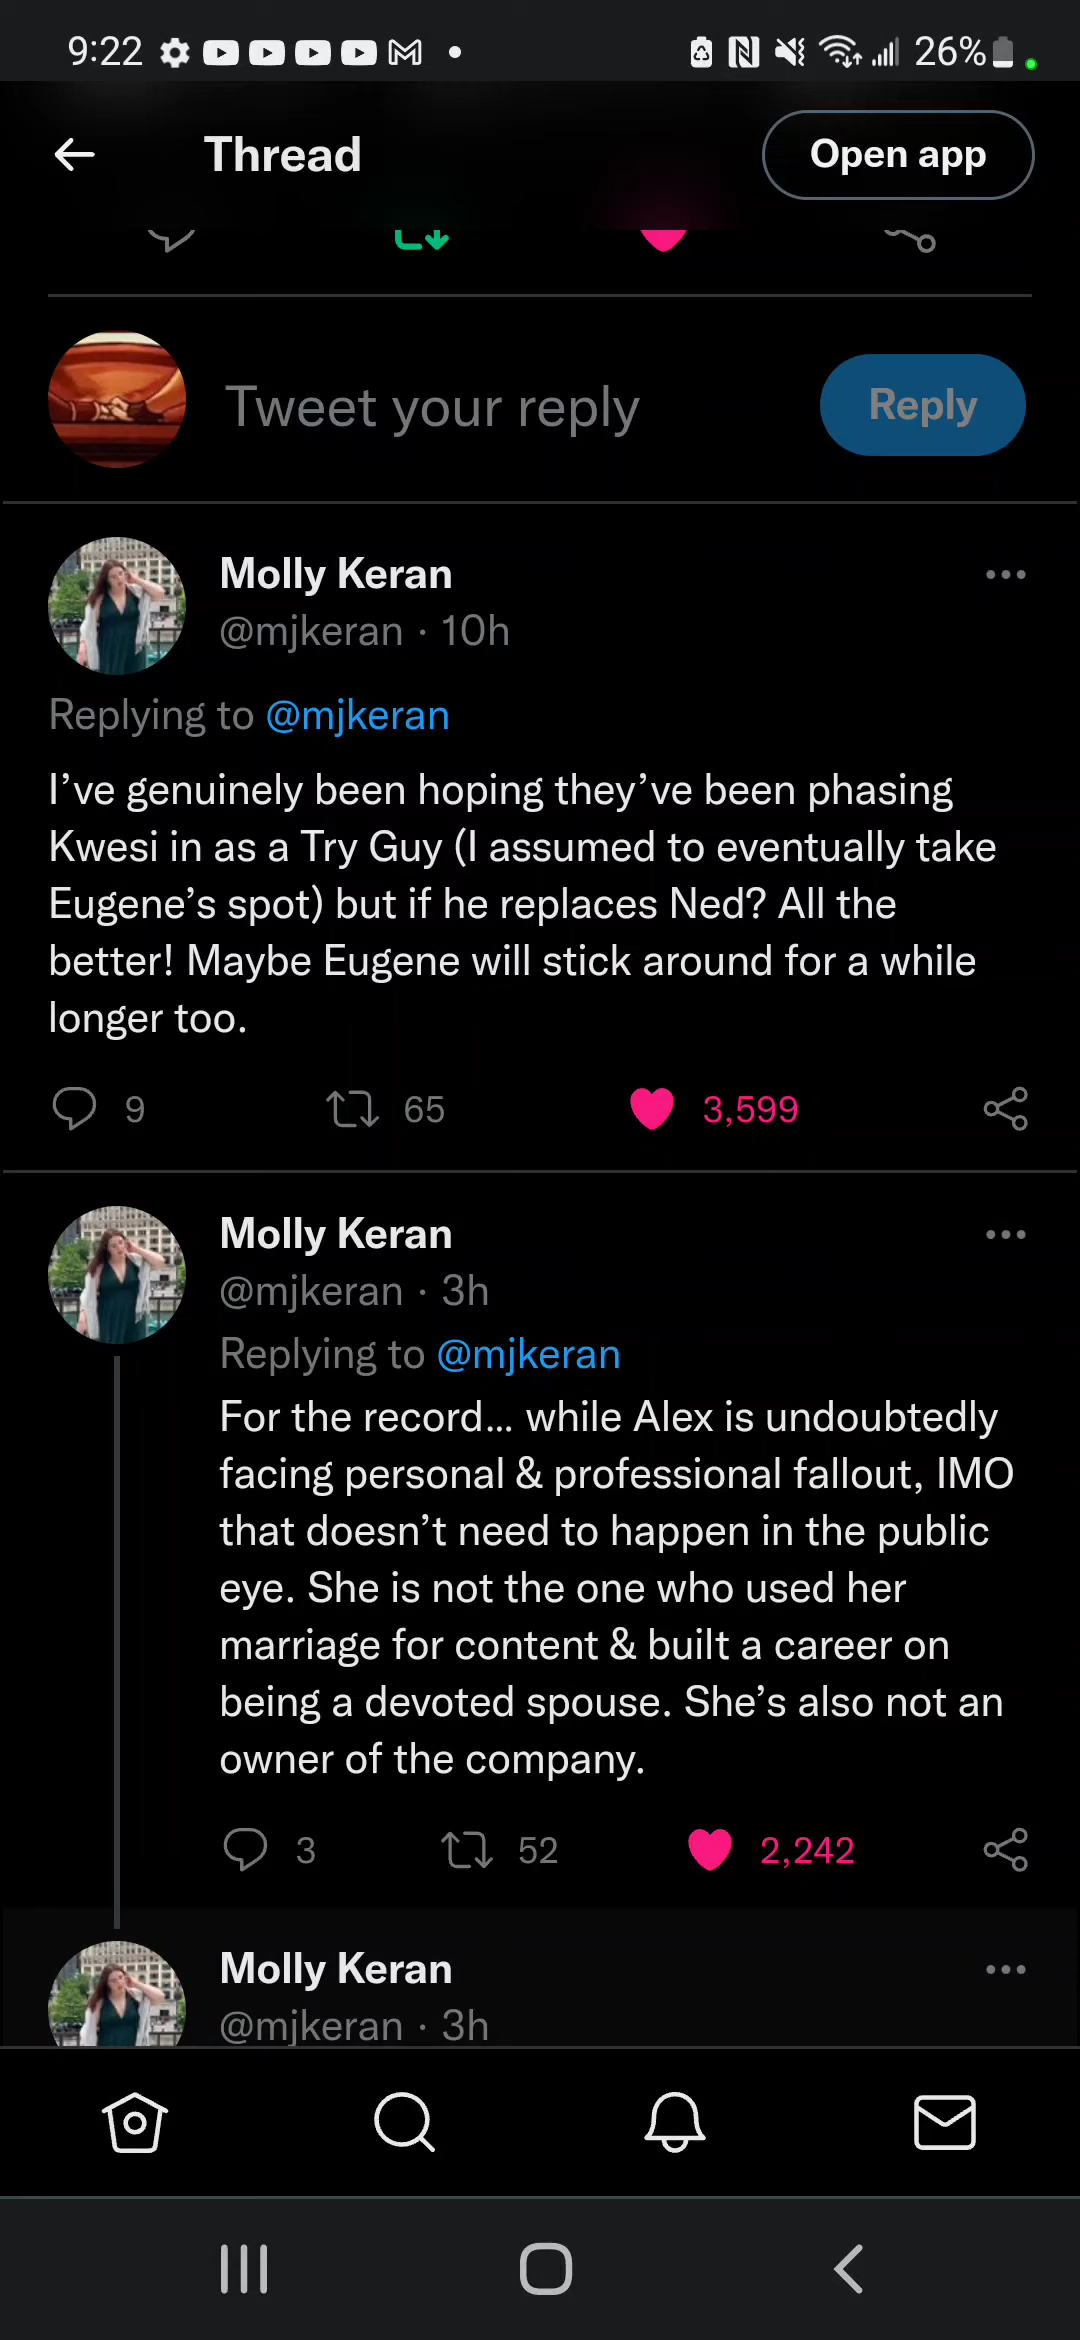 9:22
26%
Thread
Open app
Tweet your reply
Reply
Molly Keran
@mjkeran · 10h
Replying to @mjkeran
I’ve genuinely been hoping they’ve been phasing
Kwesi in as a Try Guy (I assumed to eventually take
Eugene’s spot) but if he replaces Ned? All the
better! Maybe Eugene will stick around for a while
longer too.
9 65 3,599
Molly Keran
@mjkeran · 3h
Replying to @mjkeran
For the record... while Alex is undoubtedly
facing personal & professional fallout, IMO
that doesn’t need to happen in the public
eye. She is not the one who used her
marriage for content & built a career on
being a devoted spouse. She’s also not an
owner of the company.
3 52 2,242
Molly Keran
@mjkeran · 3h